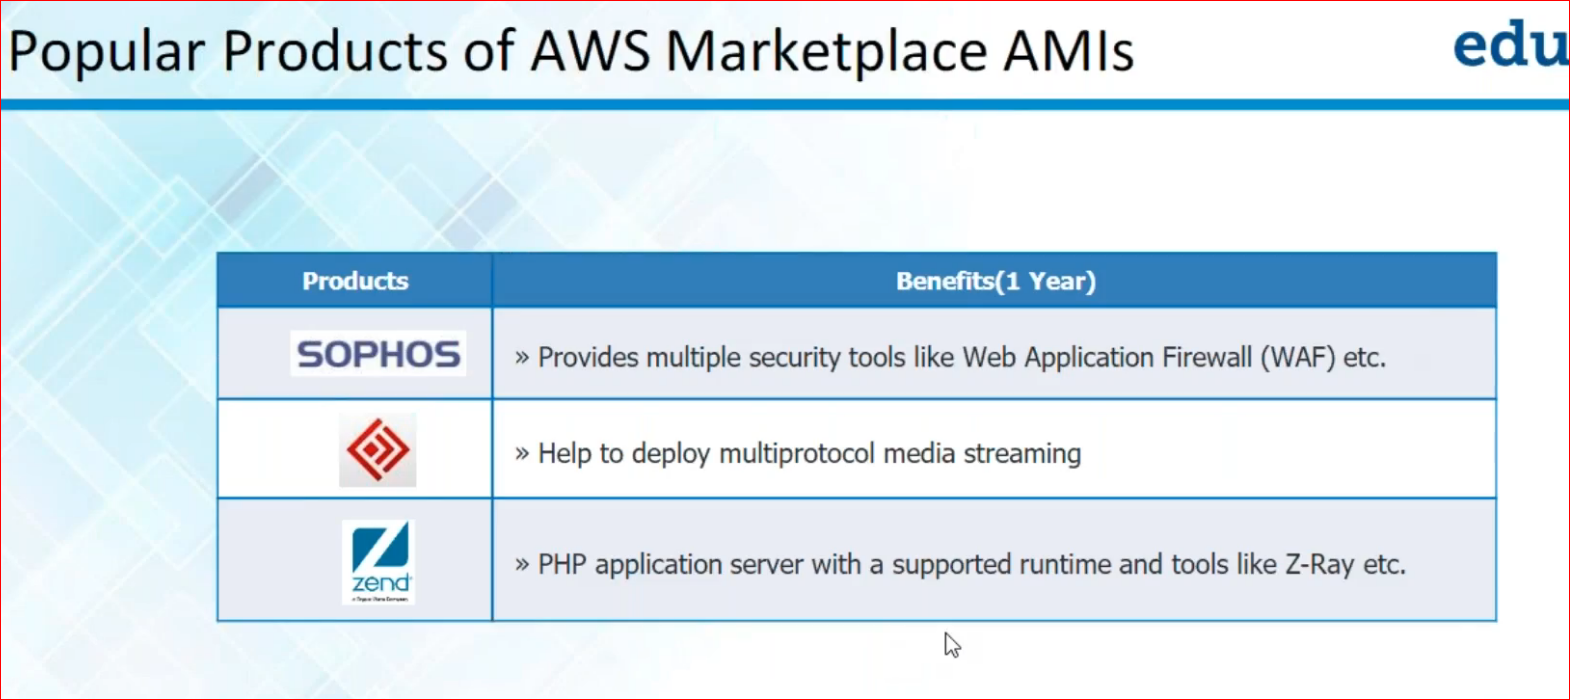 Popular Products of AWS Marketplace AMIs
edu
Products
Benefits(1 Year)
SOPHOS
» Provides multiple security tools like Web Application Firewall (WAF) etc.
» Help to deploy multiprotocol media streaming
zend
» PHP application server with a supported runtime and tools like Z-Ray etc.